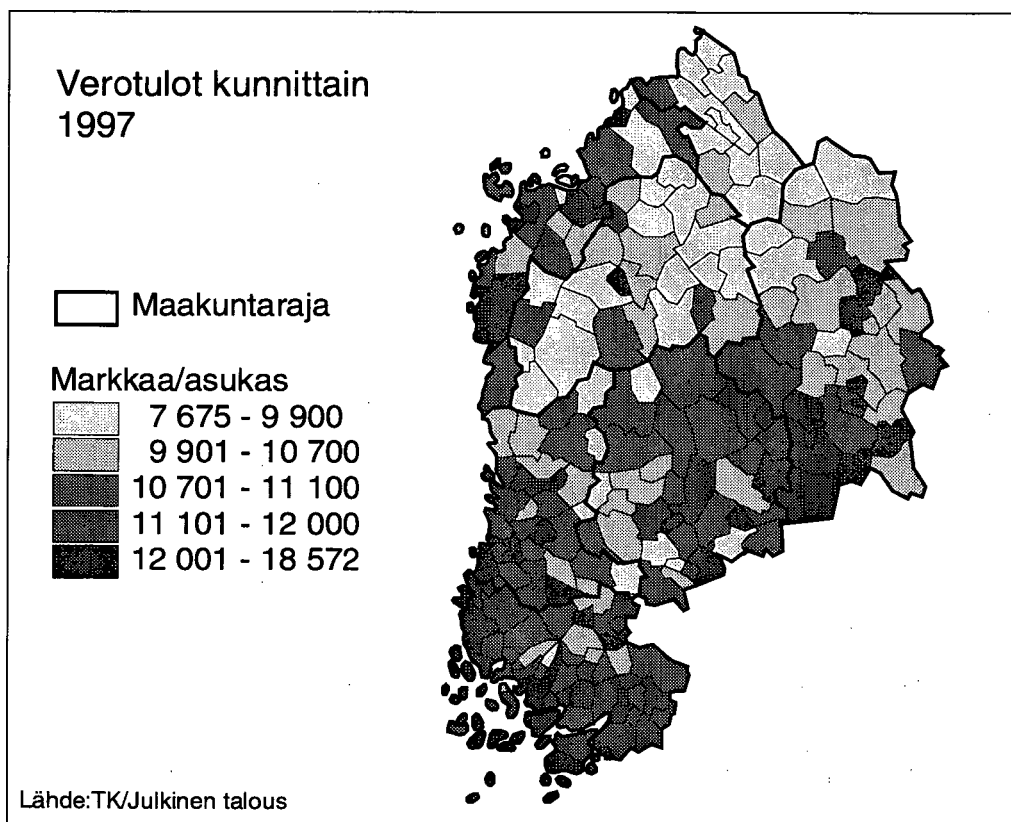 Verotulot kunnittain
1997
Maakuntaraja
Markkaa/asukas
7 675 - 9 900
9 901 - 10 700
10 701 - 11 100
11 101 - 12 000
12 001 - 18 572
Lähde:TK/Julkinen talous